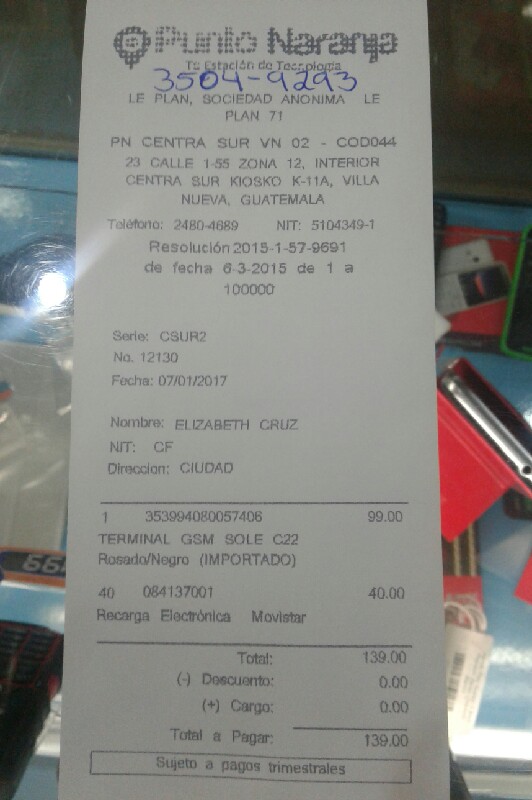 Punto Naranja
Tu Estación de Tecnología
3504-9293
LE PLAN, SOCIEDAD ANONIMA LE
PLAN 71
PN CENTRA SUR VN 02 - COD044
23 CALLE 1-55 ZONA 12, INTERIOR
CENTRA SUR KIOSKO K-11A, VILLA
NUEVA, GUATEMALA
Teléfono: 2480-4689 NIT: 5104349-1
Resolución 2015-1-57-9691
de fecha 6-3-2015 de 1 a
100000
Serie: CSUR2
No. 12130
Fecha: 07/01/2017
Nombre: ELIZABETH CRUZ
NIT: CF
Direccion: CIUDAD
1 353994080057406 99.00
TERMINAL GSM SOLE C22
Rosado/Negro (IMPORTADO)
40 084137001 40.00
Recarga Electrónica Movistar
Total: 139.00
(-) Descuento: 0.00
(+) Cargo: 0.00
Total a Pagar: 139.00
Sujeto a pagos trimestrales